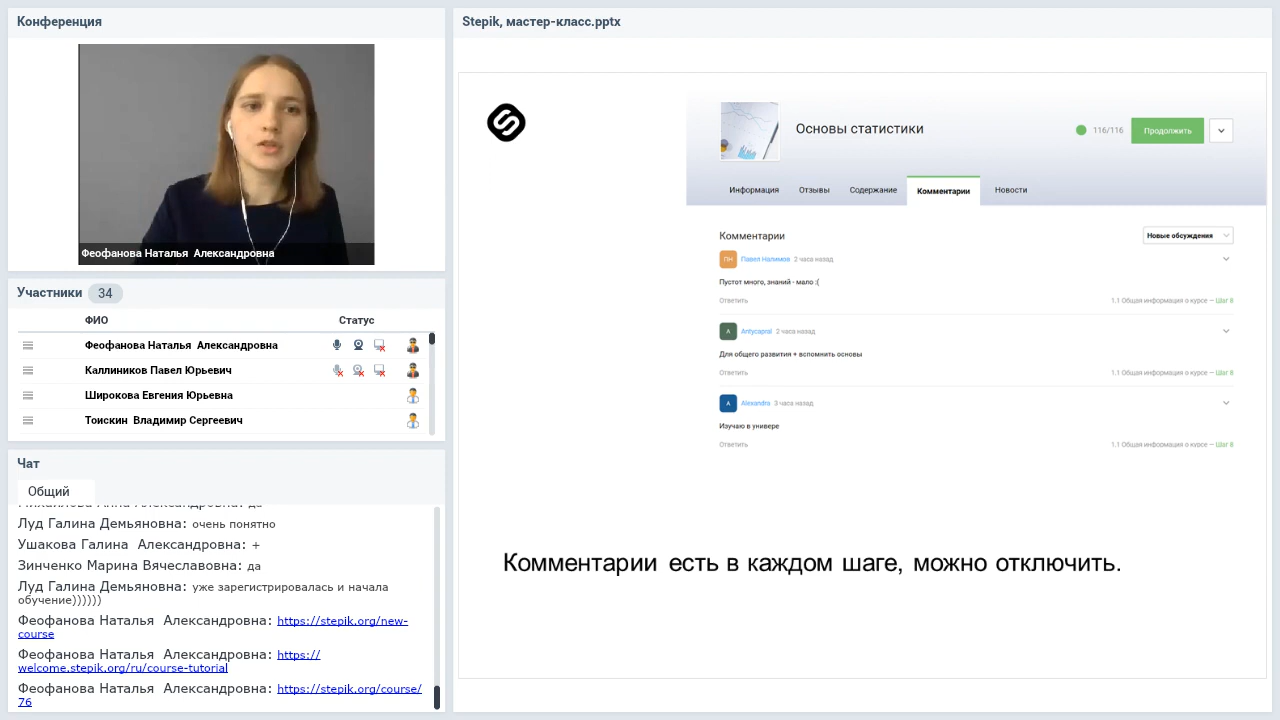 Конференция
Феофанова Наталья Александровна
Участники 34
ФИО Статус
Феофанова Наталья Александровна
Каллиников Павел Юрьевич
Широкова Евгения Юрьевна
Тоискин Владимир Сергеевич
Чат
Общий
Луд Галина Демьяновна: очень понятно
Ушакова Галина Александровна: +
Зинченко Марина Вячеславовна: да
Луд Галина Демьяновна: уже зарегистрировалась и начала
обучение))))))
Феофанова Наталья Александровна: https://stepik.org/new-
course
Феофанова Наталья Александровна: https://
welcome.stepik.org/ru/course-tutorial
Феофанова Наталья Александровна: https://stepik.org/course/
76
Stepik, мастер-класс.pptx
Основы статистики
116/116
Продолжить
Информация Отзывы Содержание Комментарии Новости
Комментарии
Новые обсуждения
ПН Павел Налимов 2 часа назад
Пустот много, знаний - мало :(
Ответить 1.1 Общая информация о курсе — Шаг 8
A Antycapral 2 часа назад
Для общего развития + вспомнить основы
Ответить 1.1 Общая информация о курсе — Шаг 8
A Alexandra 3 часа назад
Изучаю в универе
Ответить 1.1 Общая информация о курсе — Шаг 8
Комментарии есть в каждом шаге, можно отключить.